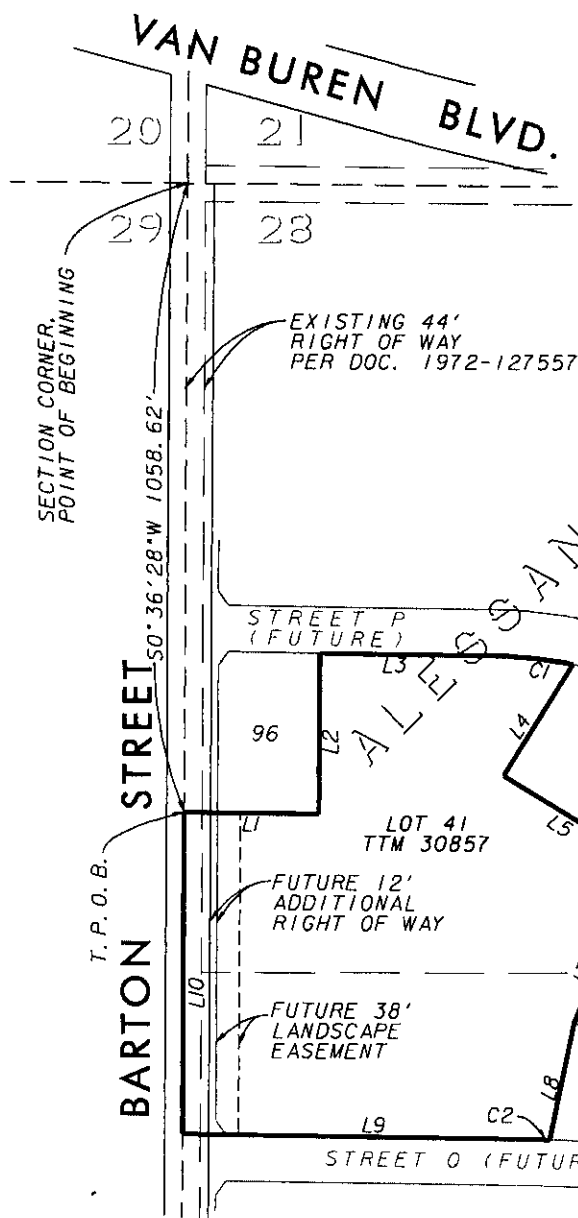 VAN BUREN BLVD.
20 21
29 28
SECTION CORNER,
POINT OF BEGINNING
EXISTING 44'
RIGHT OF WAY
PER DOC. 1972-127557
S0°36'28"W 1058.62'
STREET P
(FUTURE)
ALESSAN
L3
C1
L4
L2
96
L5
L1
LOT 41
TTM 30857
T.P.O.B.
BARTON STREET
FUTURE 12'
ADDITIONAL
RIGHT OF WAY
L10
FUTURE 38'
LANDSCAPE
EASEMENT
L8
C2
L9
STREET O (FUTUR